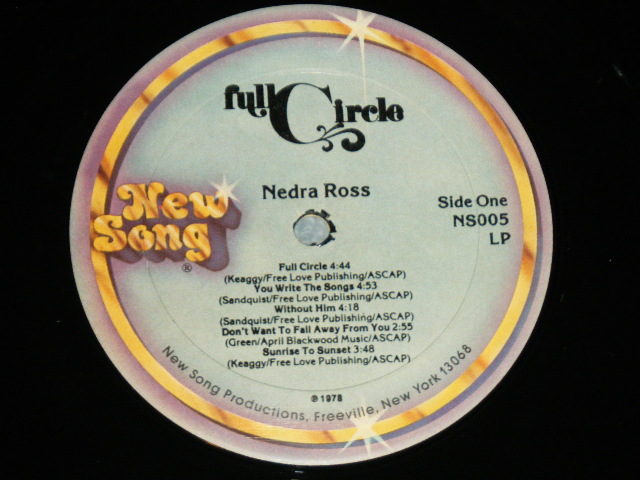 full Circle
Nedra Ross
New
Song
®
Side One
NS005
LP
Full Circle 4:44
(Keaggy/Free Love Publishing/ASCAP)
You Write The Songs 4:53
(Sandquist/Free Love Publishing/ASCAP)
Without Him 4:18
(Sandquist/Free Love Publishing/ASCAP)
Don't Want To Fall Away From You 2:55
(Green/April Blackwood Music/ASCAP)
Sunrise To Sunset 3:48
(Keaggy/Free Love Publishing/ASCAP)
℗ 1978
New Song Productions, Freeville, New York 13068